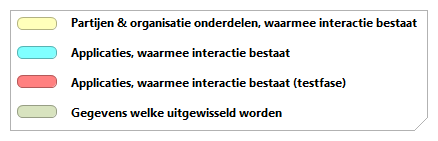 Partijen & organisatie onderdelen, waarmee interactie bestaat
Applicaties, waarmee interactie bestaat
Applicaties, waarmee interactie bestaat (testfase)
Gegevens welke uitgewisseld worden